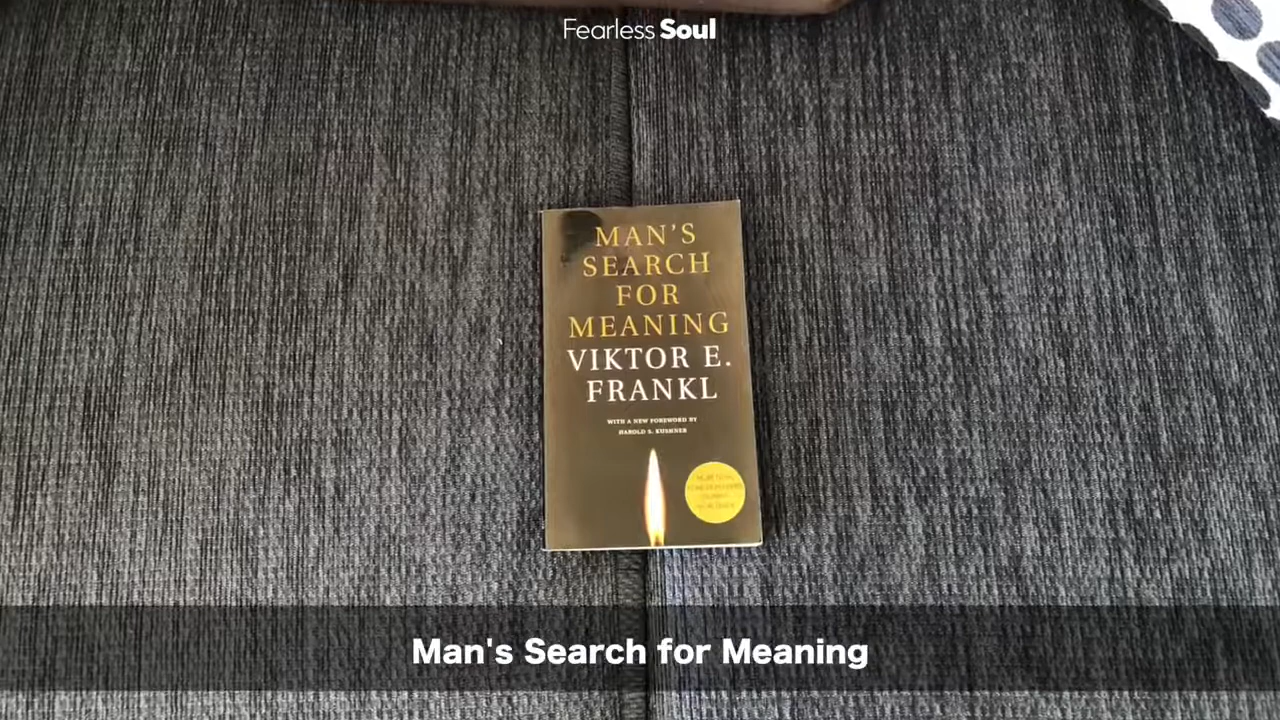 Fearless Soul
MAN'S
SEARCH
FOR
MEANING
VIKTOR E.
FRANKL
WITH A NEW FOREWORD BY
HAROLD S. KUSHNER
Man's Search for Meaning